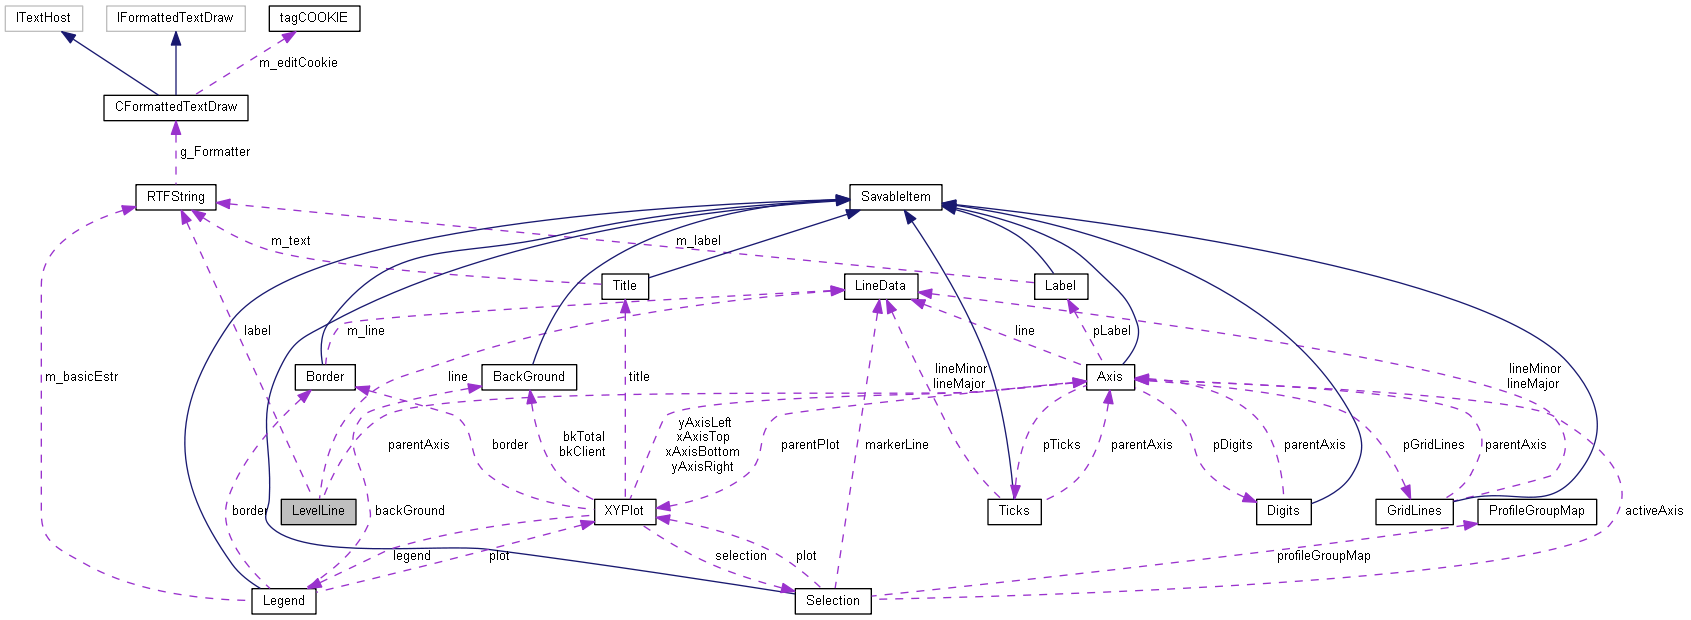 ITextHost
IFormattedTextDraw
tagCOOKIE
m_editCookie
CFormattedTextDraw
g_Formatter
RTFString
SavableItem
m_text
m_label
Title
LineData
Label
label
m_line
line
pLabel
m_basicEstr
Border
line
BackGround
title
lineMinor
lineMajor
Axis
lineMinor
lineMajor
parentAxis
border
bkTotal
bkClient
yAxisLeft
xAxisTop
xAxisBottom
yAxisRight
parentPlot
markerLine
pTicks
parentAxis
pDigits
parentAxis
pGridLines
parentAxis
border
LevelLine
backGround
XYPlot
Ticks
Digits
GridLines
ProfileGroupMap
activeAxis
legend
plot
selection
plot
profileGroupMap
Legend
Selection